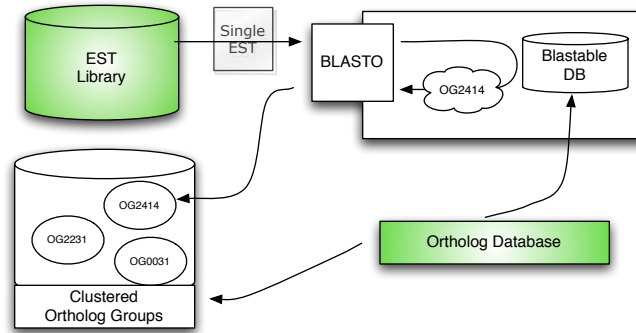 EST
Library
Single
EST
BLASTO
OG2414
Blastable
DB
OG2414
OG2231
OG0031
Clustered
Ortholog Groups
Ortholog Database